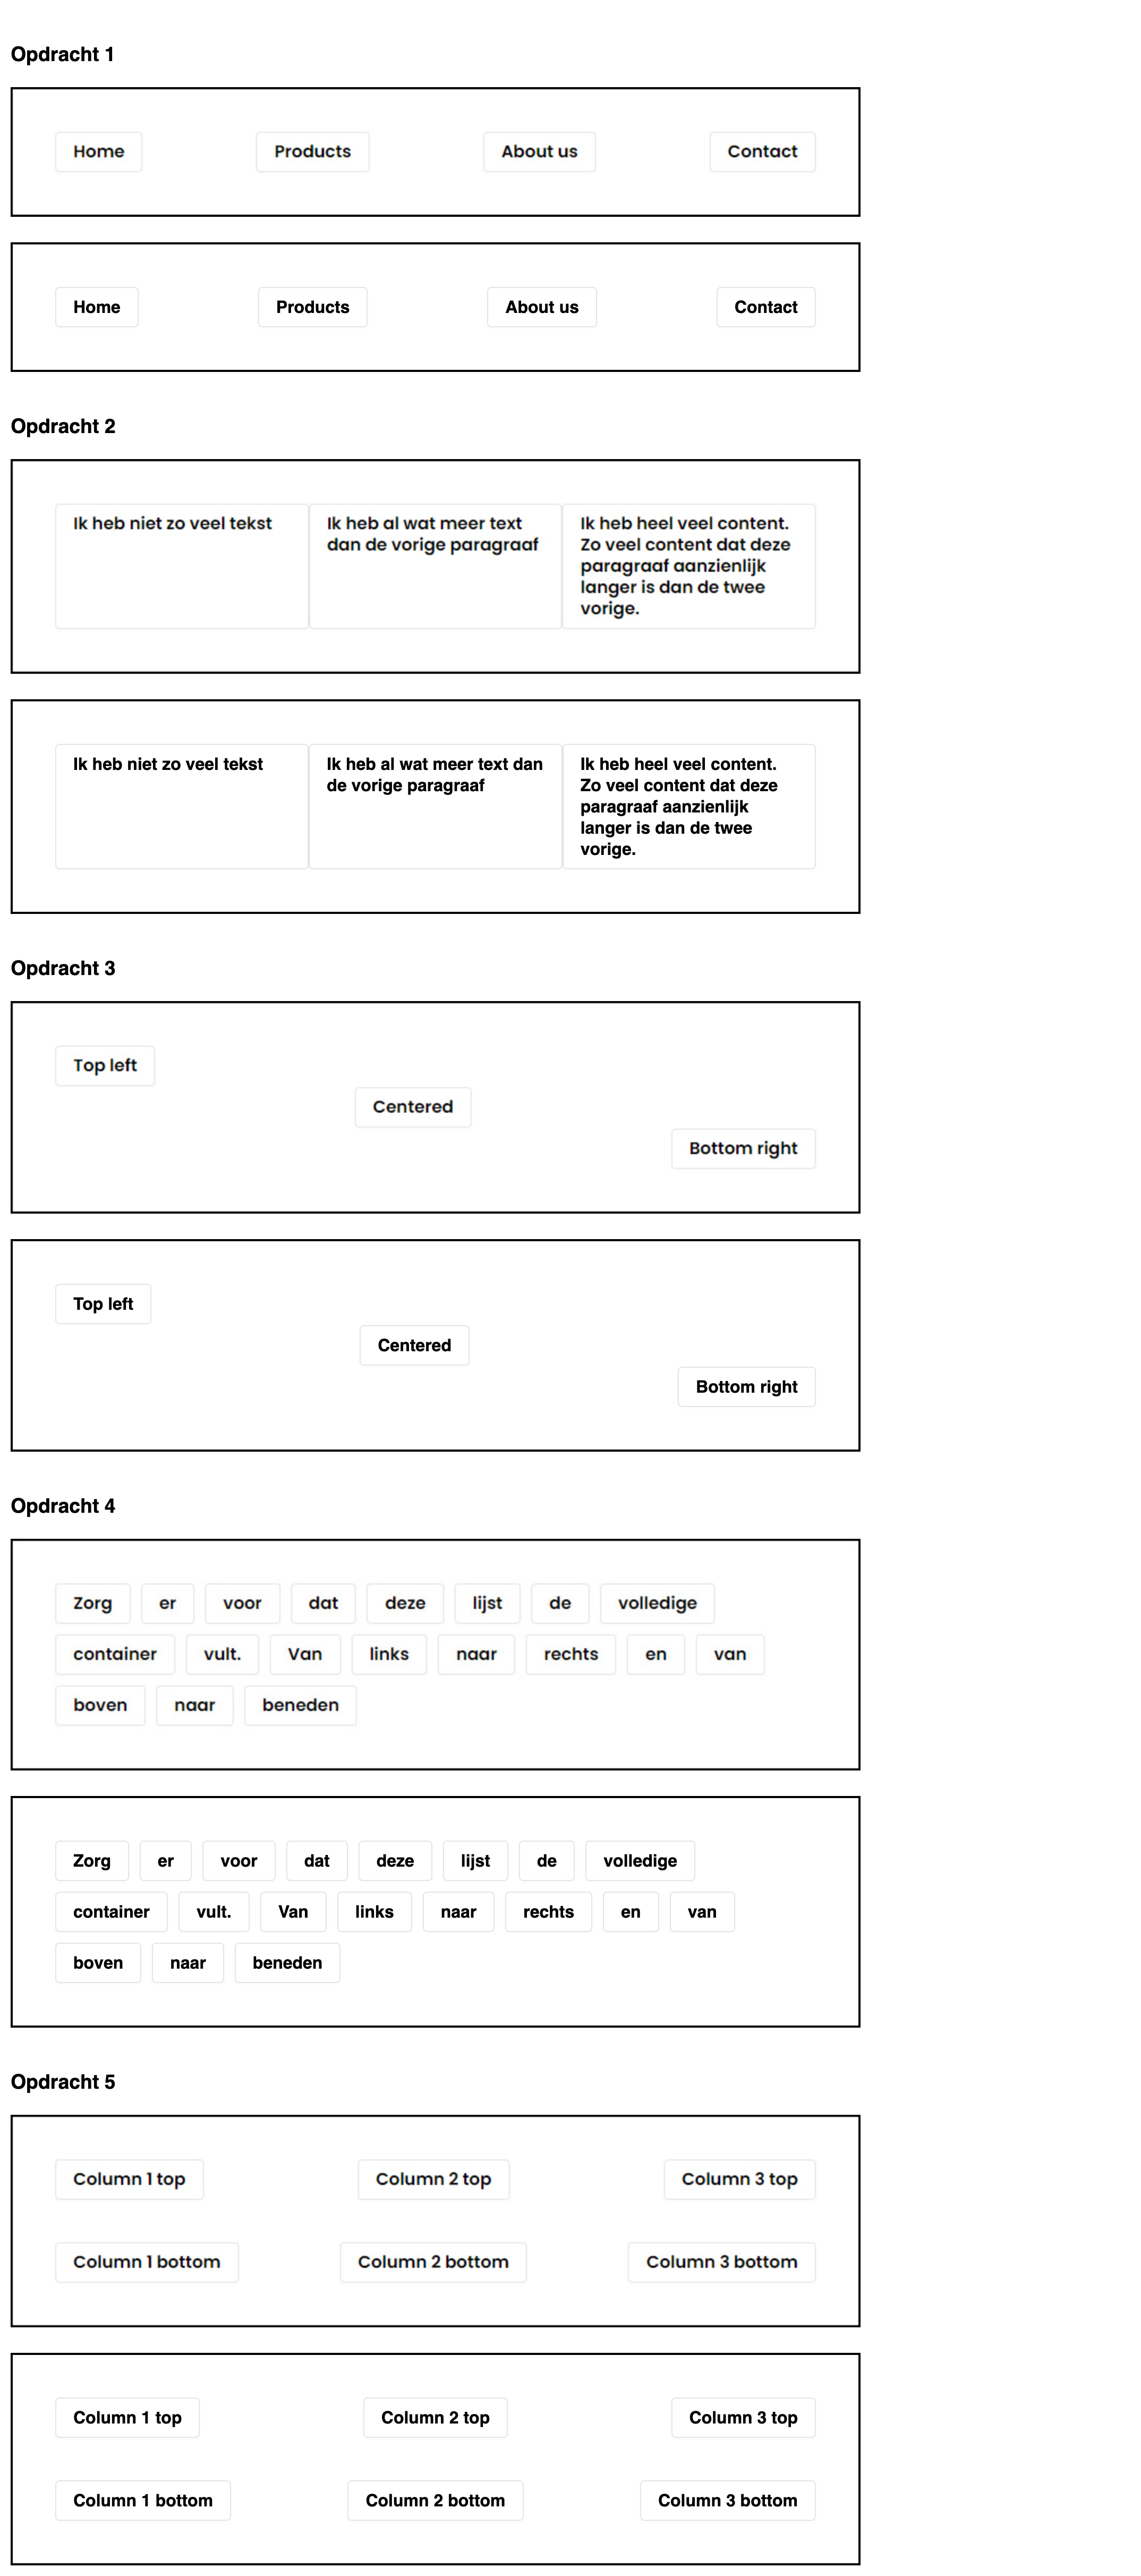 Opdracht 1
Home Products About us Contact
Home Products About us Contact
Opdracht 2
Ik heb niet zo veel tekst
Ik heb al wat meer text
dan de vorige paragraaf
Ik heb heel veel content.
Zo veel content dat deze
paragraaf aanzienlijk
langer is dan de twee
vorige.
Ik heb niet zo veel tekst
Ik heb al wat meer text dan
de vorige paragraaf
Ik heb heel veel content.
Zo veel content dat deze
paragraaf aanzienlijk
langer is dan de twee
vorige.
Opdracht 3
Top left
Centered
Bottom right
Top left
Centered
Bottom right
Opdracht 4
Zorg er voor dat deze lijst de volledige
container vult. Van links naar rechts en van
boven naar beneden
Zorg er voor dat deze lijst de volledige
container vult. Van links naar rechts en van
boven naar beneden
Opdracht 5
Column 1 top Column 2 top Column 3 top
Column 1 bottom Column 2 bottom Column 3 bottom
Column 1 top Column 2 top Column 3 top
Column 1 bottom Column 2 bottom Column 3 bottom